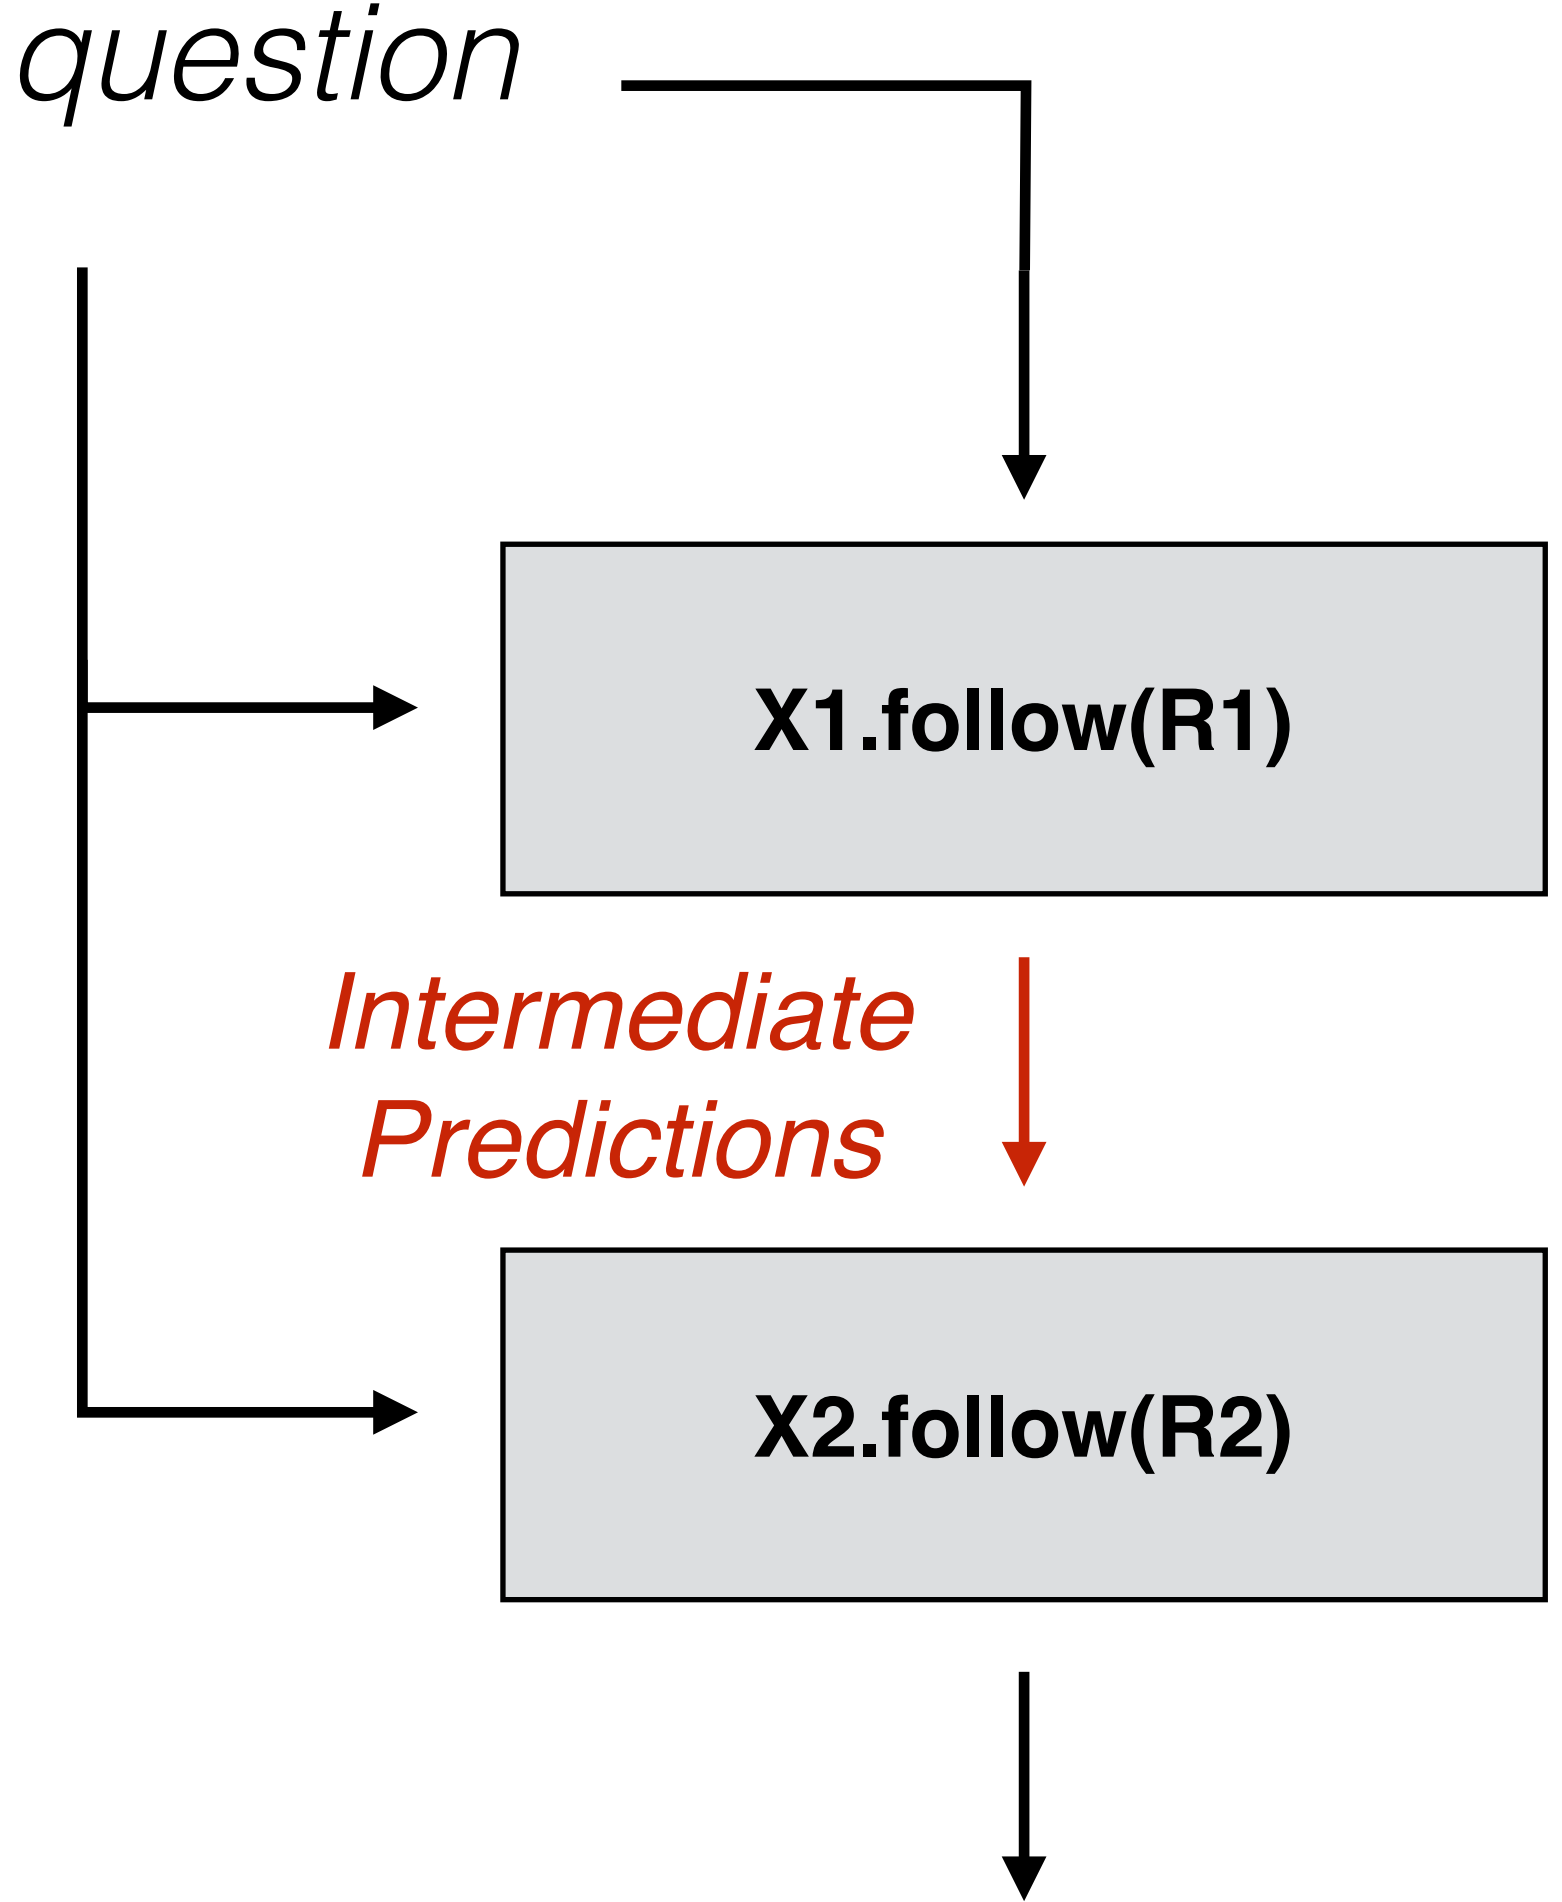 question
X1.follow(R1)
Intermediate
Predictions
X2.follow(R2)